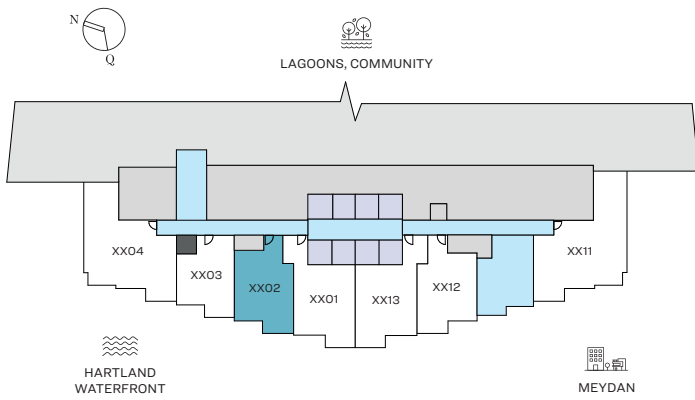 N
Q
LAGOONS, COMMUNITY
XX04
XX03
XX02
XX01
XX13
XX12
XX11
HARTLAND
WATERFRONT
MEYDAN